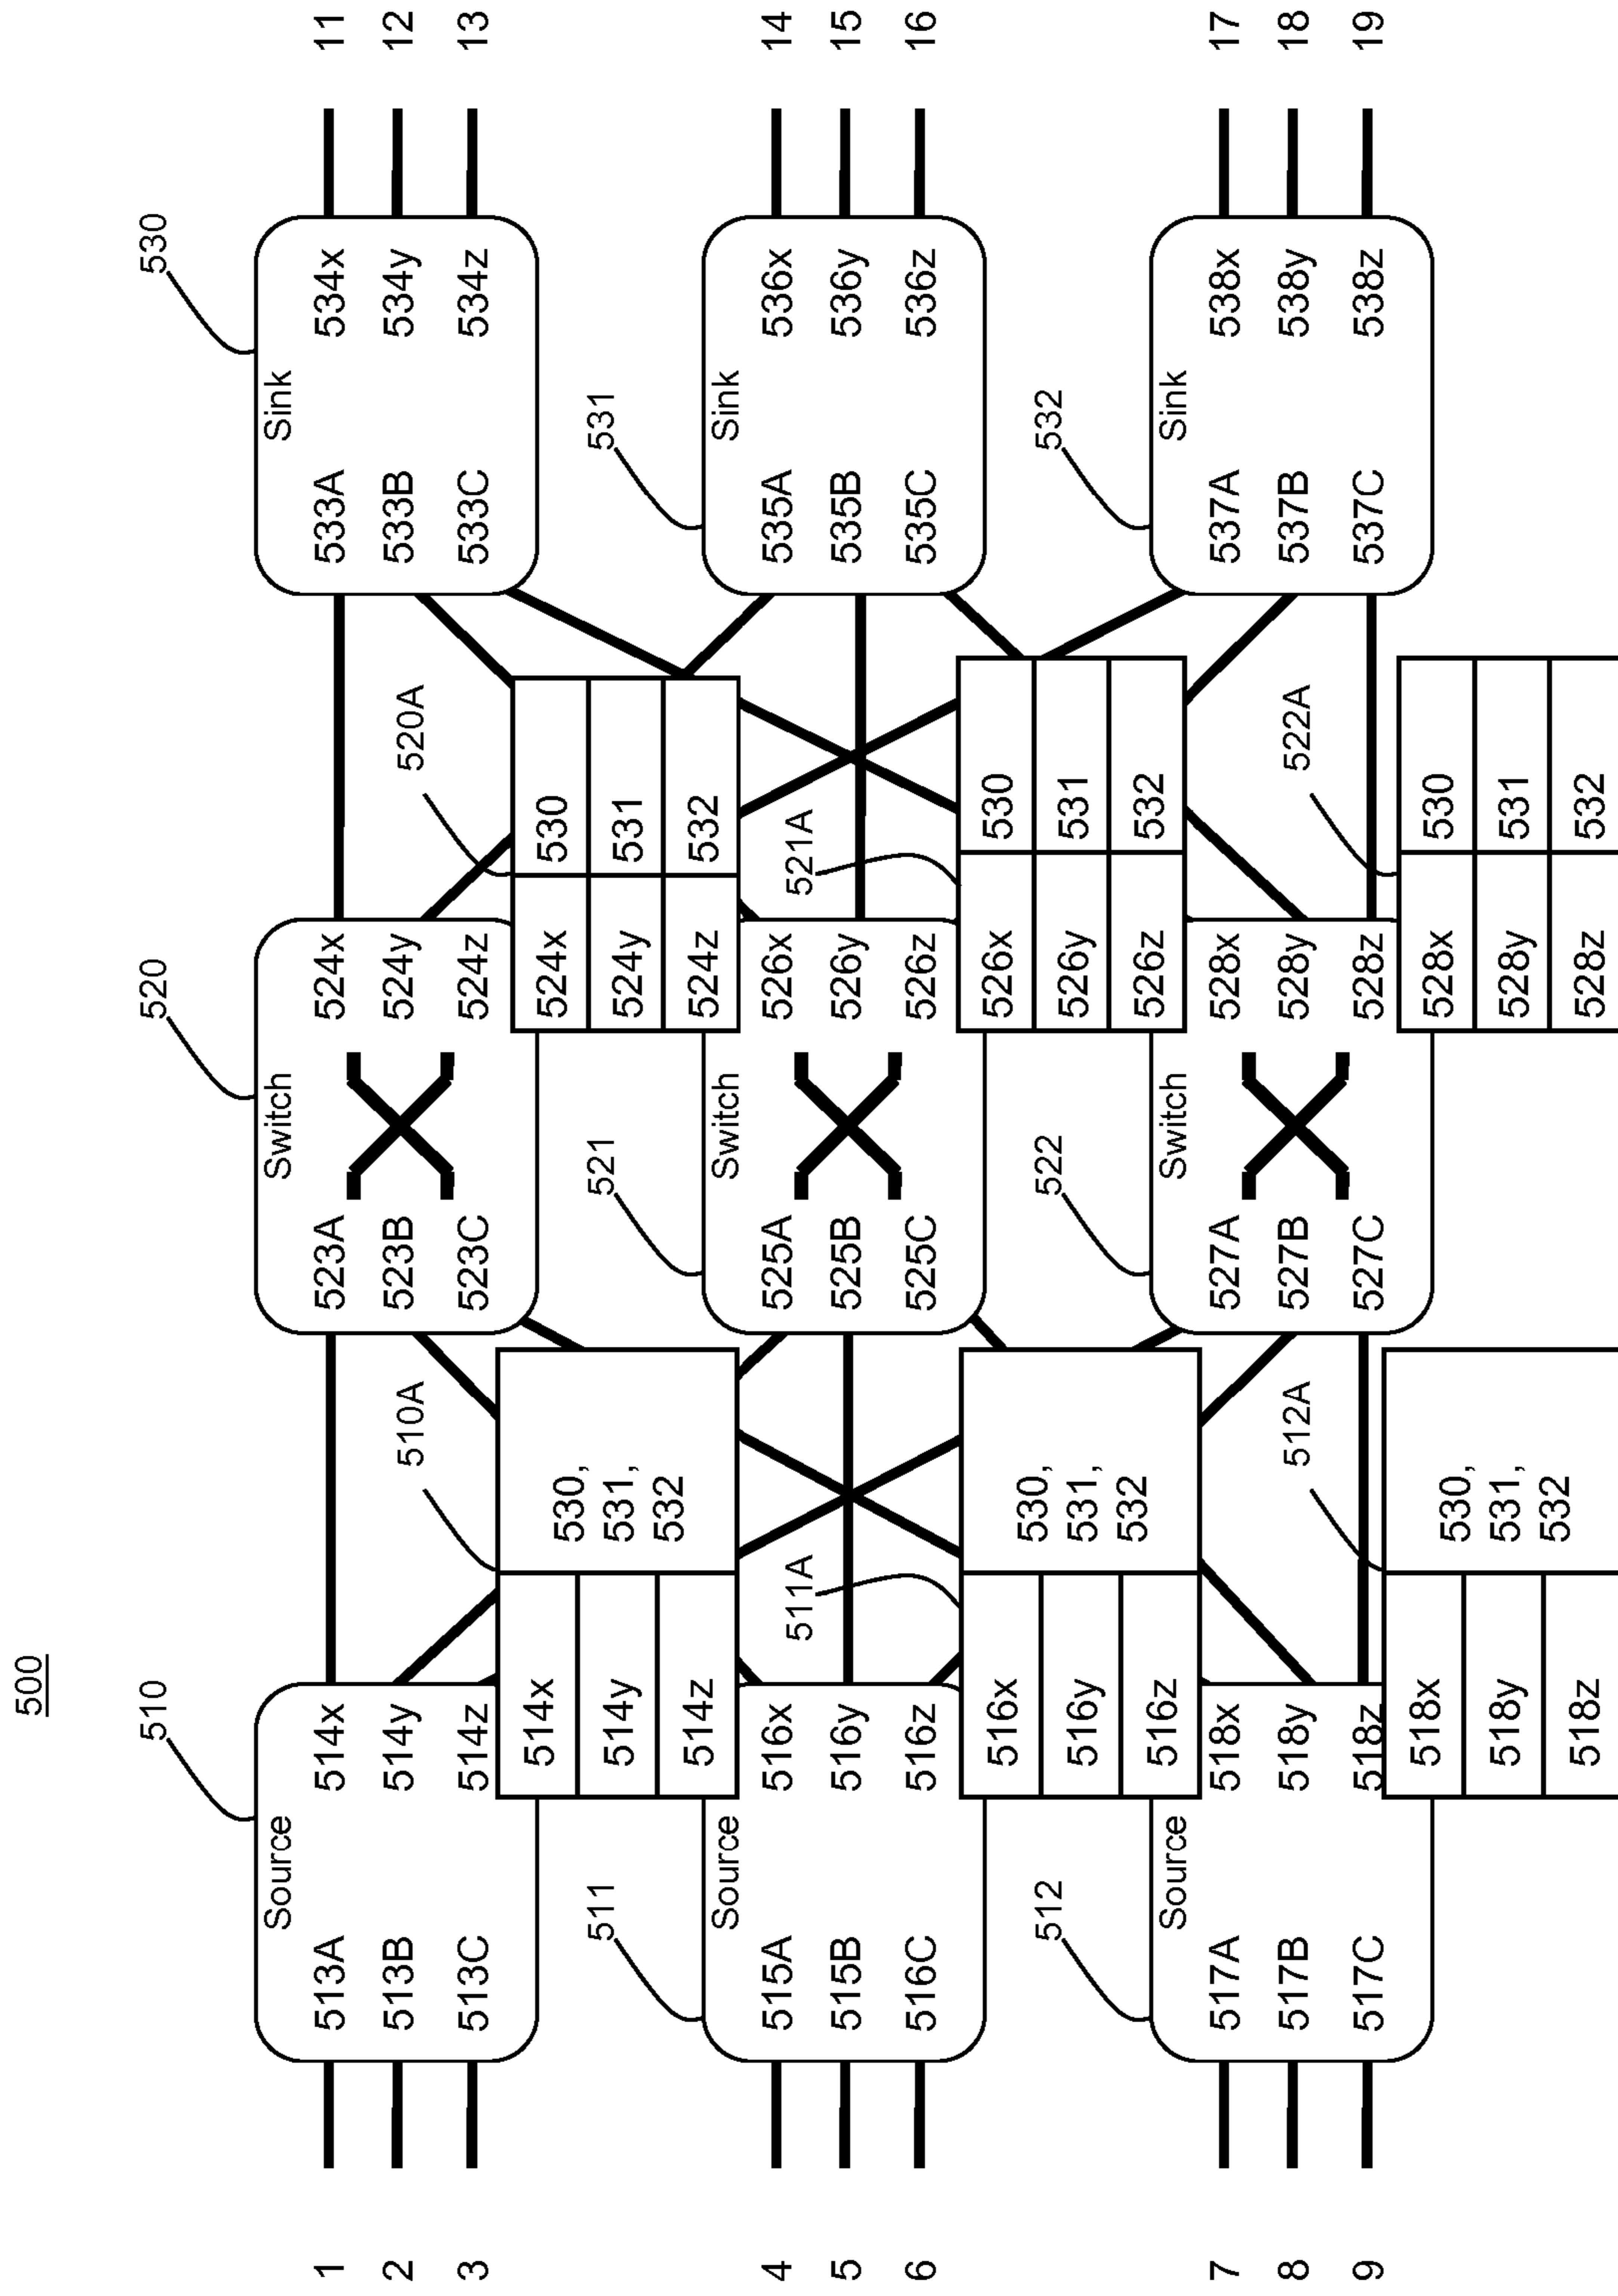 500
510
520
530
1
2
3
Source
513A
513B
513C
514x
514y
514z
Switch
523A
523B
523C
524x
524y
524z
Sink
533A
533B
533C
534x
534y
534z
11
12
13
510A
514x
514y
514z
530,
531,
532
520A
524x 530
524y 531
524z 532
511
521
531
4
5
6
Source
515A
515B
516C
516x
516y
516z
Switch
525A
525B
525C
526x
526y
526z
Sink
535A
535B
535C
536x
536y
536z
14
15
16
511A
516x
516y
516z
530,
531,
532
521A
526x 530
526y 531
526z 532
512
522
532
7
8
9
Source
517A
517B
517C
518x
518y
518z
Switch
527A
527B
527C
528x
528y
528z
Sink
537A
537B
537C
538x
538y
538z
17
18
19
512A
518x
518y
518z
530,
531,
532
522A
528x 530
528y 531
528z 532